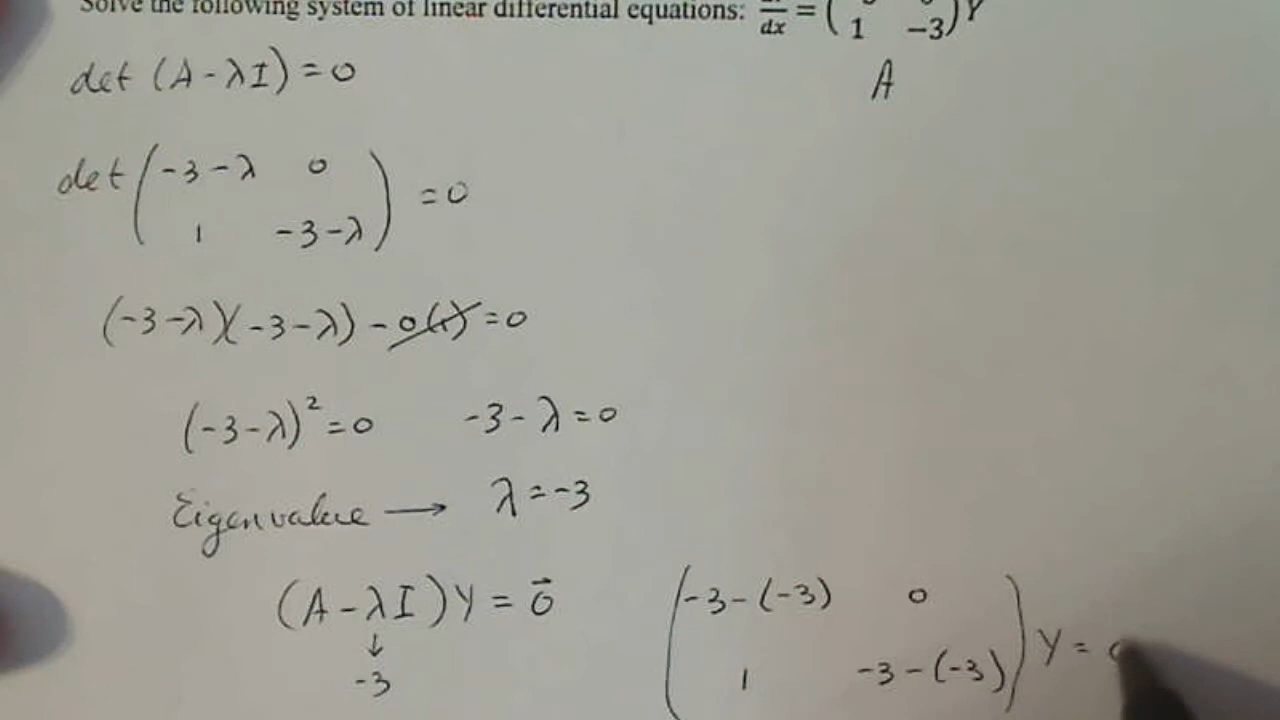 Solve the following system of linear differential equations: dx = ( 1 -3) Y
A
det (A-λI)=0
det ( -3-λ 0
1 -3-λ ) =0
(-3-λ)(-3-λ) - 0(1)=0
(-3-λ)²=0 -3-λ=0
Eigenvalue → λ=-3
(A-λI)Y = 0⃗
↓
-3
( -3-(-3) 0
1 -3-(-3) ) Y =